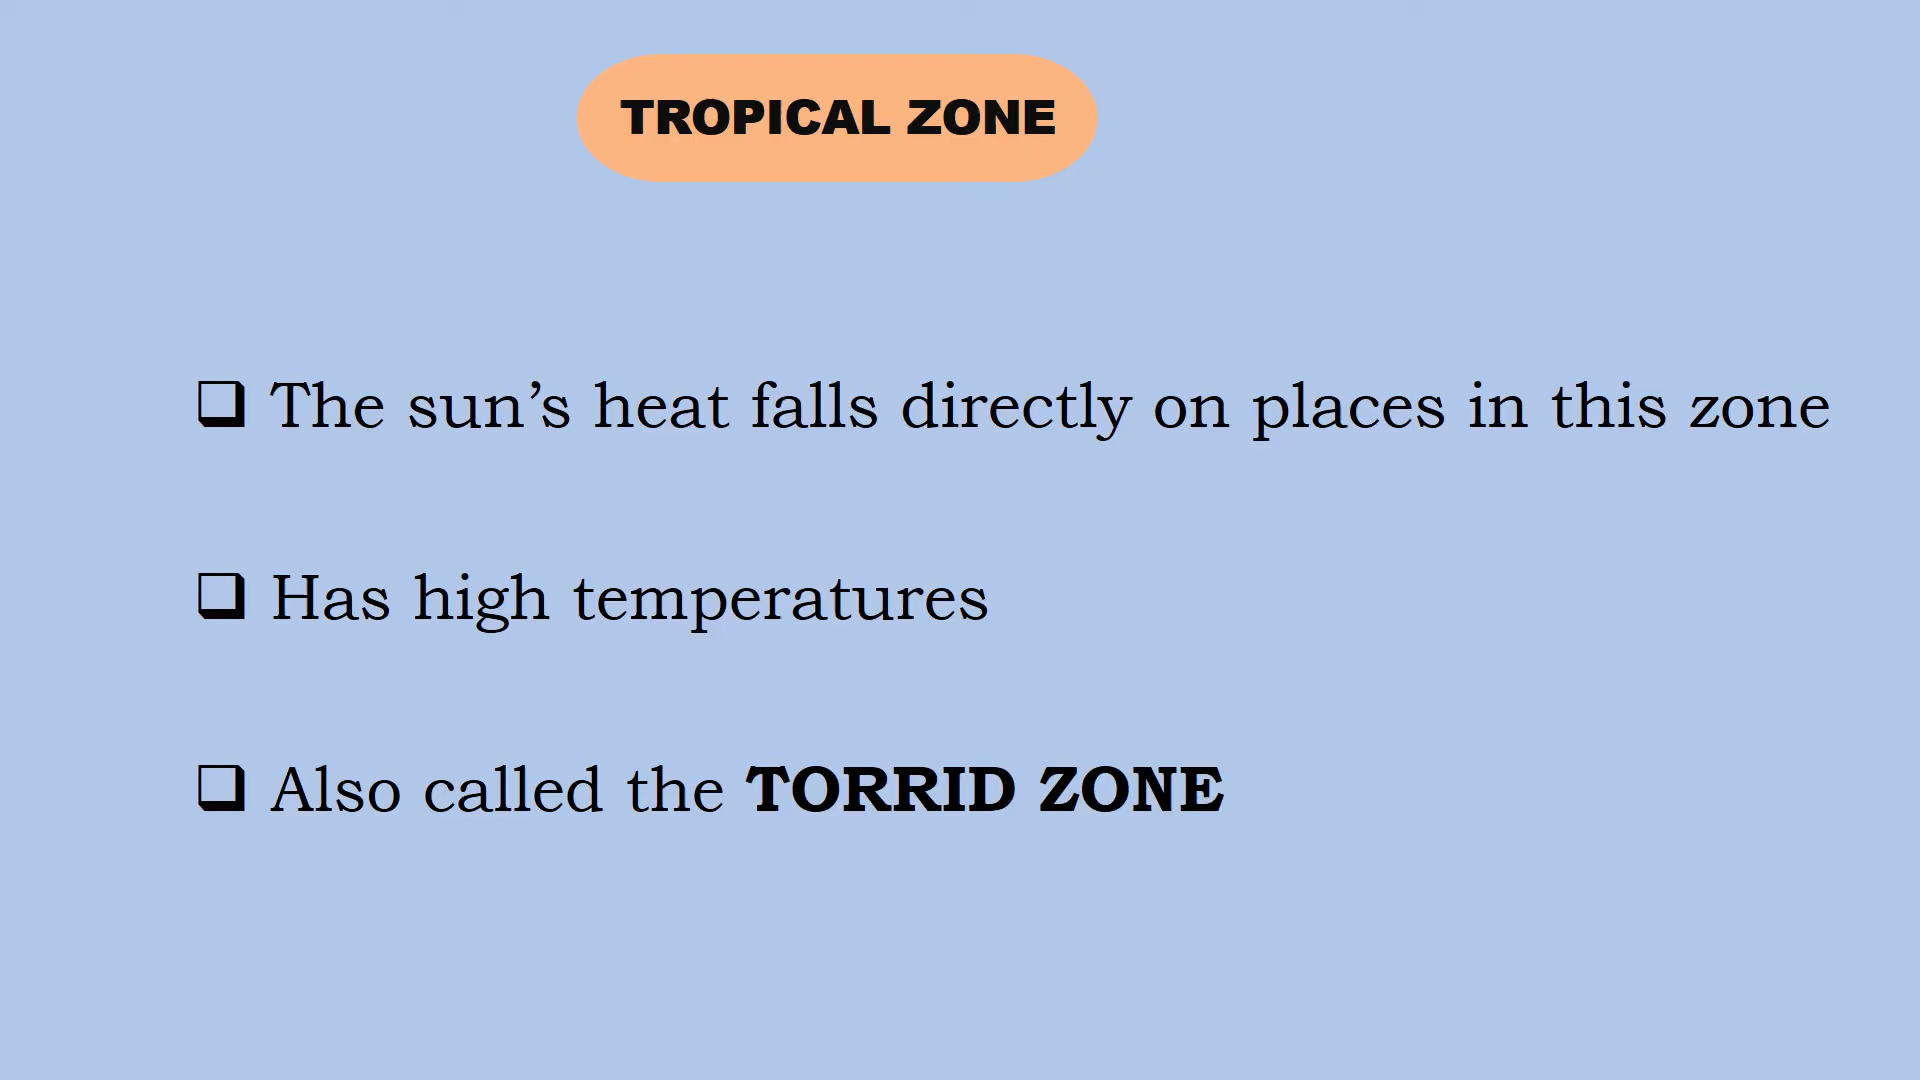 TROPICAL ZONE
❑ The sun’s heat falls directly on places in this zone
❑ Has high temperatures
❑ Also called the TORRID ZONE